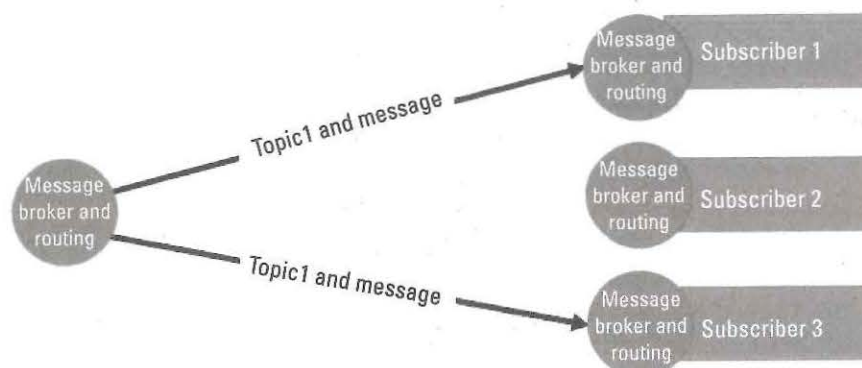 Message
broker and
routing
Topic1 and message
Topic1 and message
Message
broker and
routing
Subscriber 1
Message
broker and
routing
Subscriber 2
Message
broker and
routing
Subscriber 3